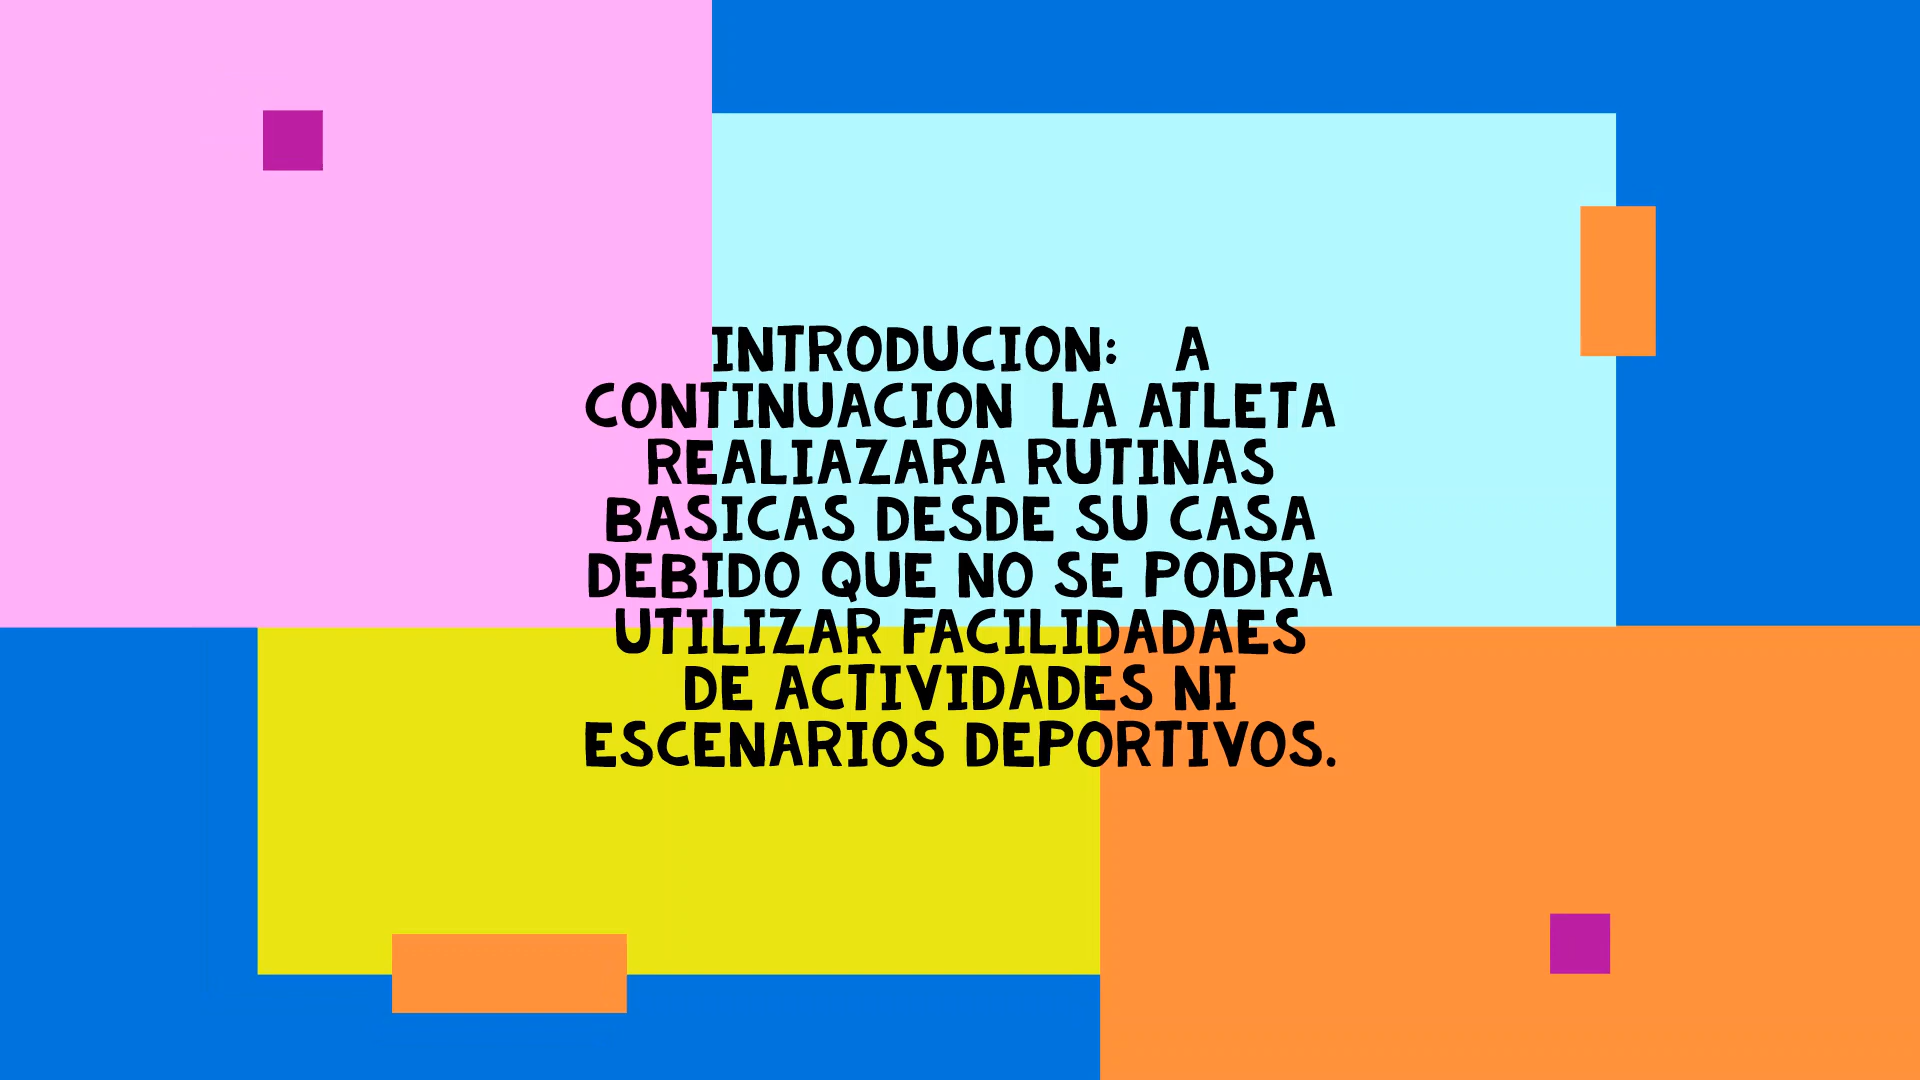 INTRODUCION: A
CONTINUACION LA ATLETA
REALIAZARA RUTINAS
BASICAS DESDE SU CASA
DEBIDO QUE NO SE PODRA
UTILIZAR FACILIDADAES
DE ACTIVIDADES NI
ESCENARIOS DEPORTIVOS.